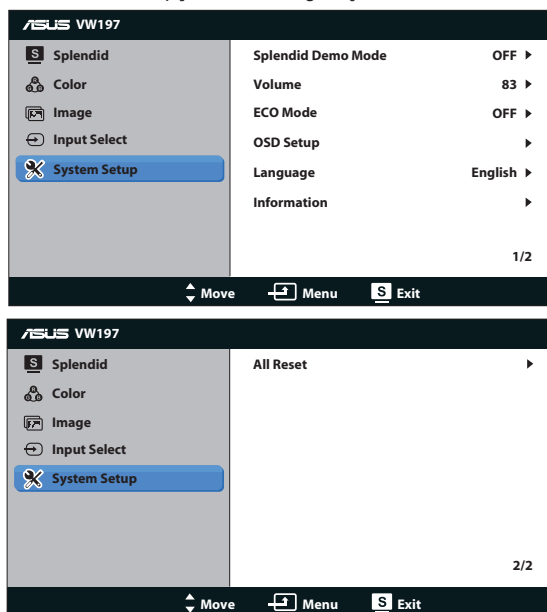 ASUS VW197
S Splendid
Color
Image
Input Select
System Setup
Splendid Demo Mode OFF
Volume 83
ECO Mode OFF
OSD Setup
Language English
Information
1/2
Move Menu S Exit
ASUS VW197
S Splendid
Color
Image
Input Select
System Setup
All Reset
2/2
Move Menu S Exit